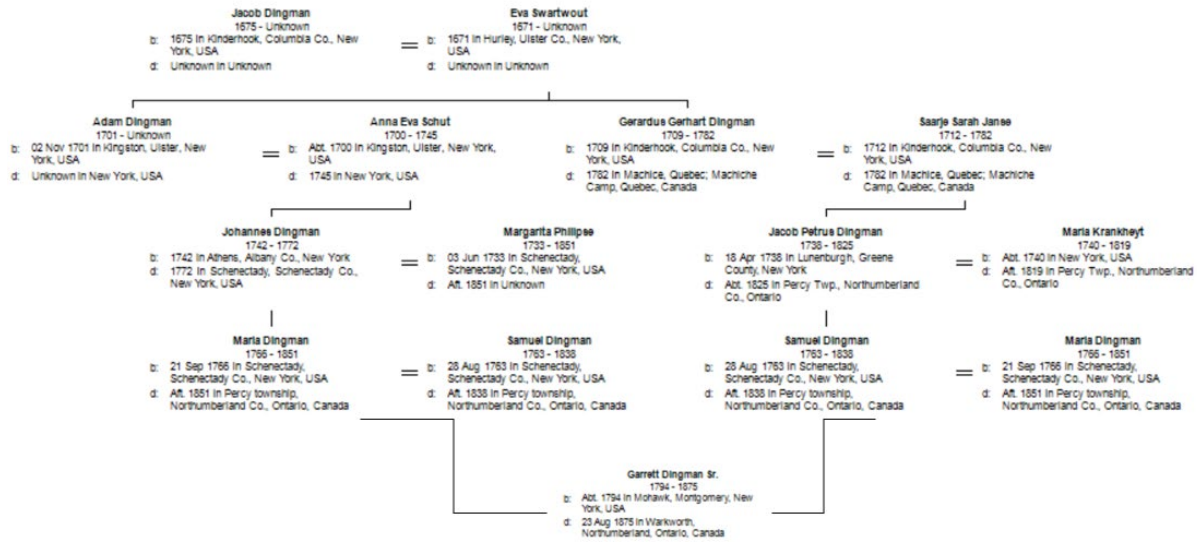 Jacob Dingman
1675 - Unknown
b: 1675 in Kinderhook, Columbia Co., New
York, USA
d: Unknown in Unknown
=
Eva Swartwout
1671 - Unknown
b: 1671 in Hurley, Ulster Co., New York,
USA
d: Unknown in Unknown
Adam Dingman
1701 - Unknown
b: 02 Nov 1701 in Kingston, Ulster, New
York, USA
d: Unknown in New York, USA
=
Anna Eva Schut
1700 - 1745
b: Abt. 1700 in Kingston, Ulster, New York,
USA
d: 1745 in New York, USA
Gerardus Gerhart Dingman
1709 - 1782
b: 1709 in Kinderhook, Columbia Co., New
York, USA
d: 1782 in Machice, Quebec; Machiche
Camp, Quebec, Canada
=
Saarje Sarah Janse
1712 - 1782
b: 1712 in Kinderhook, Columbia Co., New
York, USA
d: 1782 in Machice, Quebec; Machiche
Camp, Quebec, Canada
Johannes Dingman
1742 - 1772
b: 1742 in Athens, Albany Co., New York
d: 1772 in Schenectady, Schenectady Co.,
New York, USA
=
Margarita Philipse
1733 - 1851
b: 03 Jun 1733 in Schenectady,
Schenectady Co., New York, USA
d: Aft. 1851 in Unknown
Jacob Petrus Dingman
1738 - 1825
b: 18 Apr 1738 in Lunenburgh, Greene
County, New York
d: Abt. 1825 in Percy Twp., Northumberland
Co., Ontario
=
Maria Krankheyt
1740 - 1819
b: Abt. 1740 in New York, USA
d: Aft. 1819 in Percy Twp., Northumberland
Co., Ontario
Maria Dingman
1766 - 1851
b: 21 Sep 1766 in Schenectady,
Schenectady Co., New York, USA
d: Aft. 1851 in Percy township,
Northumberland Co., Ontario, Canada
=
Samuel Dingman
1763 - 1838
b: 28 Aug 1763 in Schenectady,
Schenectady Co., New York, USA
d: Aft. 1838 in Percy township,
Northumberland Co., Ontario, Canada
Samuel Dingman
1763 - 1838
b: 28 Aug 1763 in Schenectady,
Schenectady Co., New York, USA
d: Aft. 1838 in Percy township,
Northumberland Co., Ontario, Canada
=
Maria Dingman
1766 - 1851
b: 21 Sep 1766 in Schenectady,
Schenectady Co., New York, USA
d: Aft. 1851 in Percy township,
Northumberland Co., Ontario, Canada
Garrett Dingman Sr.
1794 - 1875
b: Abt. 1794 in Mohawk, Montgomery, New
York, USA
d: 23 Aug 1875 in Warkworth,
Northumberland, Ontario, Canada